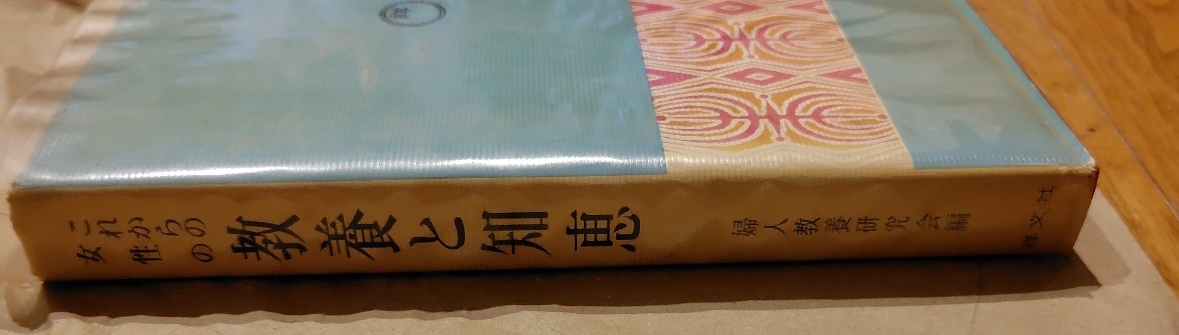 これからの
女性の
教養と知恵
婦人教養研究会編
祥文社